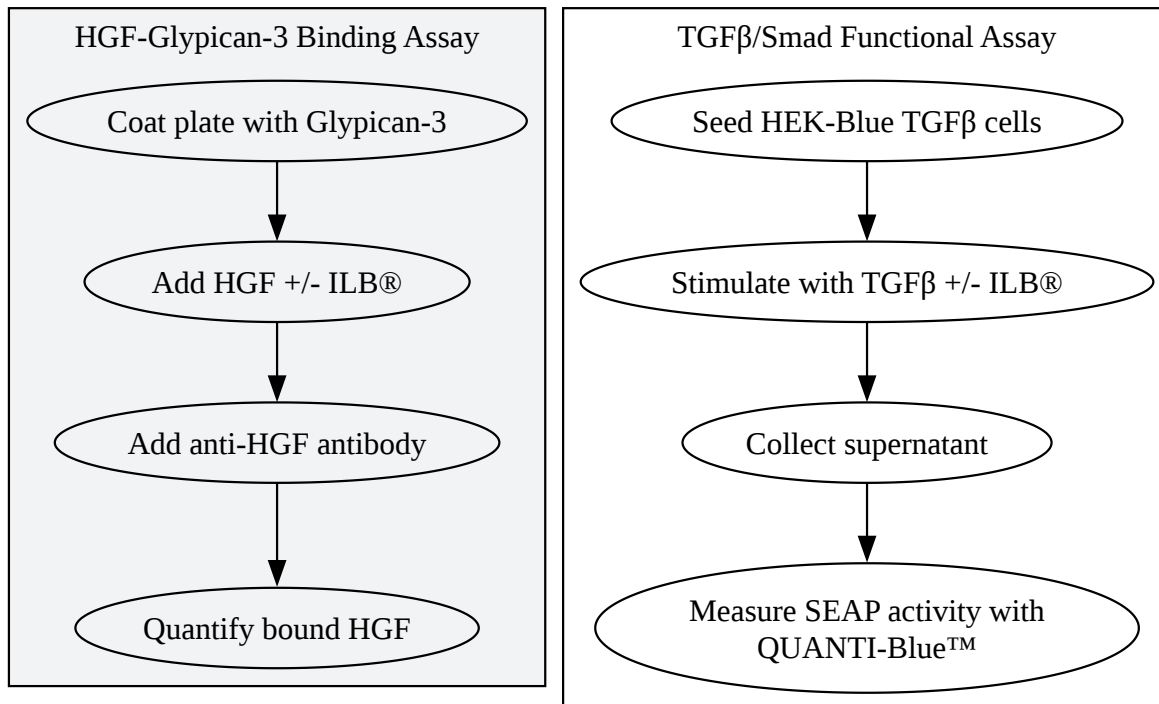 HGF-Glypican-3 Binding Assay
Coat plate with Glypican-3
Add HGF +/- ILB®
Add anti-HGF antibody
Quantify bound HGF
TGFβ/Smad Functional Assay
Seed HEK-Blue TGFβ cells
Stimulate with TGFβ +/- ILB®
Collect supernatant
Measure SEAP activity with
QUANTI-Blue™